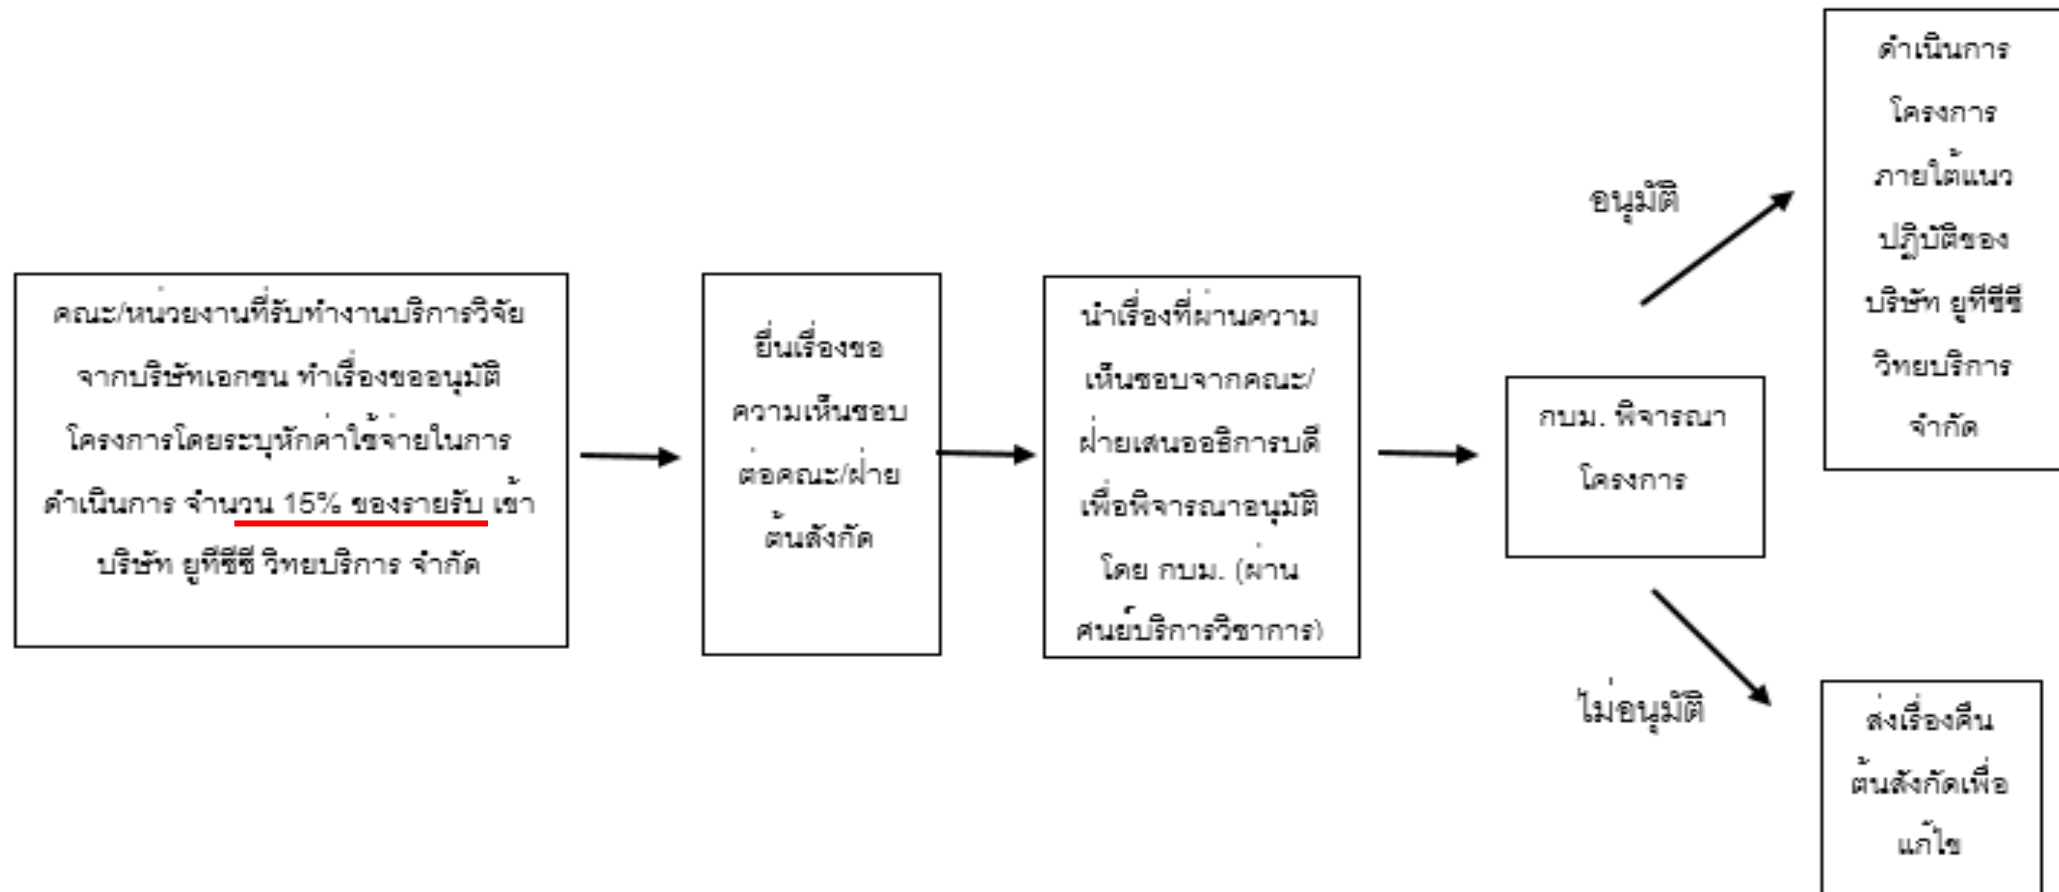 คณะ/หน่วยงานที่รับทำงานบริการวิจัย
จากบริษัทเอกชน ทำเรื่องขออนุมัติ
โครงการโดยระบุหักค่าใช้จ่ายในการ
ดำเนินการ จำนวน 15% ของรายรับ เข้า
บริษัท ยูทีซีซี วิทยบริการ จำกัด
ยื่นเรื่องขอ
ความเห็นชอบ
ต่อคณะ/ฝ่าย
ต้นสังกัด
นำเรื่องที่ผ่านความ
เห็นชอบจากคณะ/
ฝ่ายเสนออธิการบดี
เพื่อพิจารณาอนุมัติ
โดย กบม. (ผ่าน
ศูนย์บริการวิชาการ)
กบม. พิจารณา
โครงการ
อนุมัติ
ดำเนินการ
โครงการ
ภายใต้แนว
ปฏิบัติของ
บริษัท ยูทีซีซี
วิทยบริการ
จำกัด
ไม่อนุมัติ
ส่งเรื่องคืน
ต้นสังกัดเพื่อ
แก้ไข